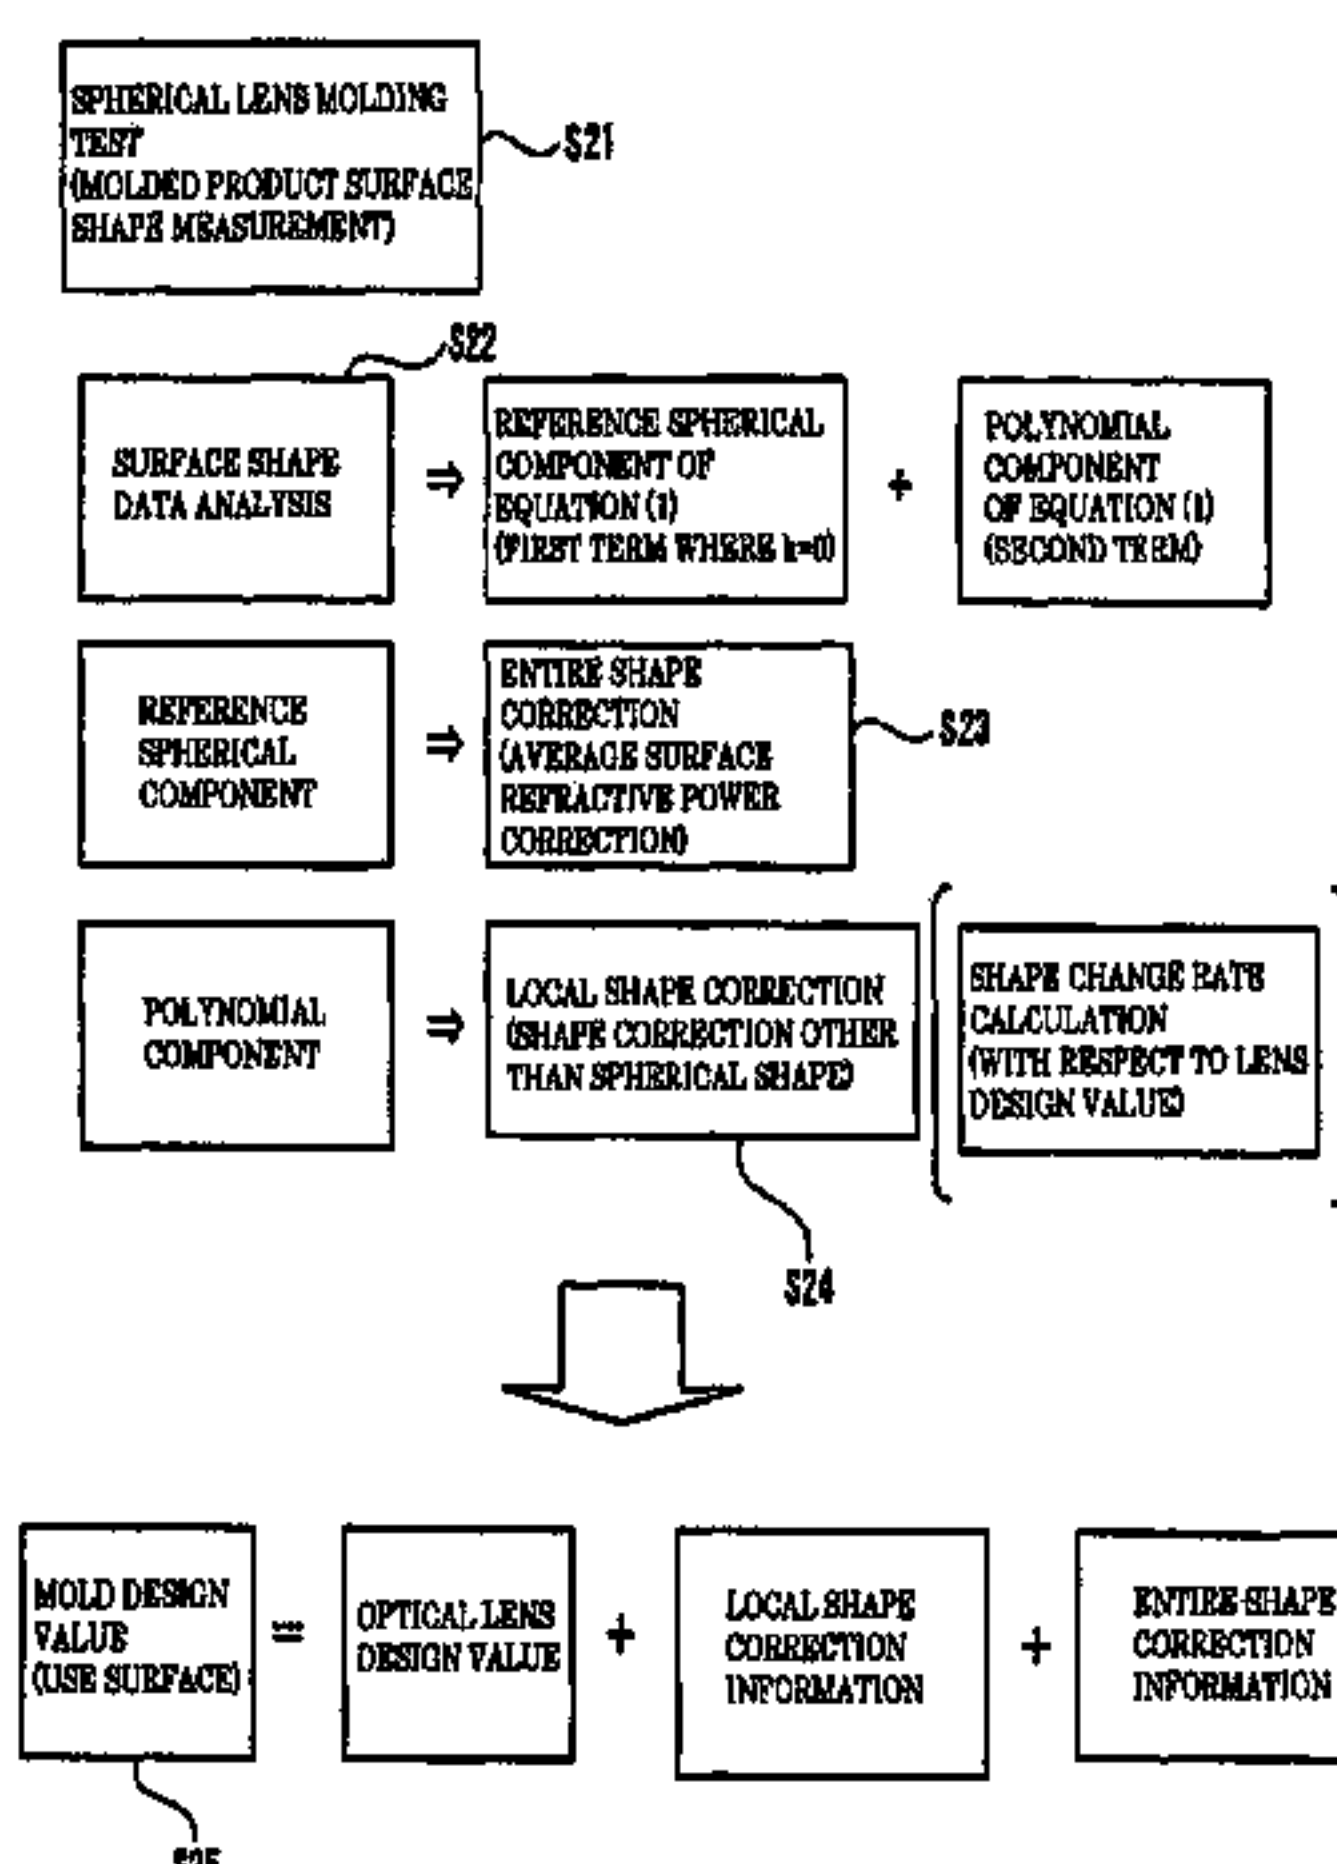 SPHERICAL LENS MOLDING
TEST
(MOLDED PRODUCT SURFACE
SHAPE MEASUREMENT)
S21
S22
SURFACE SHAPE
DATA ANALYSIS
⇒
REFERENCE SPHERICAL
COMPONENT OF
EQUATION (1)
(FIRST TERM WHERE k=0)
+
POLYNOMIAL
COMPONENT
OF EQUATION (1)
(SECOND TERM)
REFERENCE
SPHERICAL
COMPONENT
⇒
ENTIRE SHAPE
CORRECTION
(AVERAGE SURFACE
REFRACTIVE POWER
CORRECTION)
S23
POLYNOMIAL
COMPONENT
⇒
LOCAL SHAPE CORRECTION
(SHAPE CORRECTION OTHER
THAN SPHERICAL SHAPE)
SHAPE CHANGE RATE
CALCULATION
(WITH RESPECT TO LENS
DESIGN VALUE)
S24
MOLD DESIGN
VALUE
(USE SURFACE)
=
OPTICAL LENS
DESIGN VALUE
+
LOCAL SHAPE
CORRECTION
INFORMATION
+
ENTIRE SHAPE
CORRECTION
INFORMATION